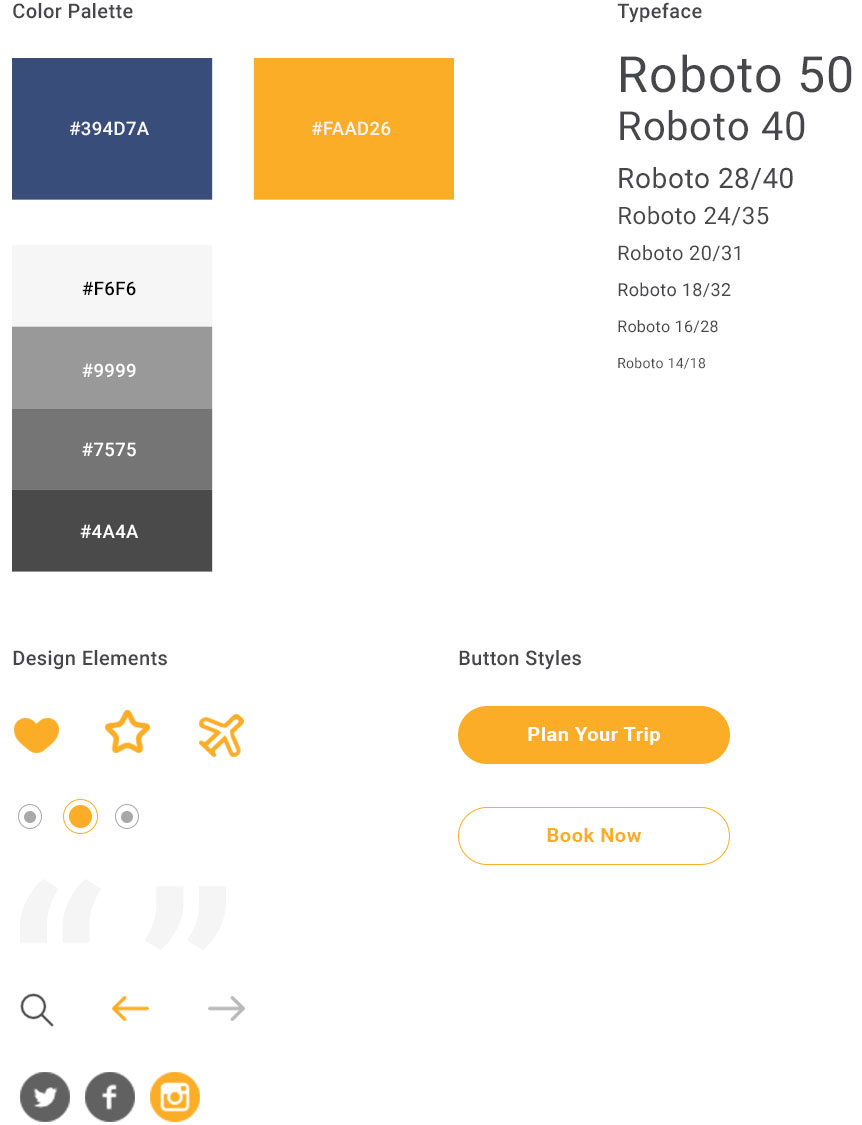 Color Palette
#394D7A
#FAAD26
#F6F6
#9999
#7575
#4A4A
Typeface
Roboto 50
Roboto 40
Roboto 28/40
Roboto 24/35
Roboto 20/31
Roboto 18/32
Roboto 16/28
Roboto 14/18
Design Elements
“ ”
Button Styles
Plan Your Trip
Book Now